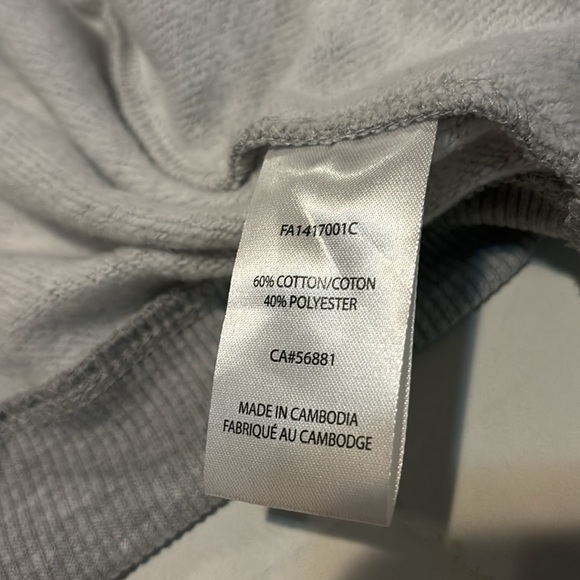 FA1417001C
60% COTTON/COTON
40% POLYESTER
CA#56881
MADE IN CAMBODIA
FABRIQUÉ AU CAMBODGE